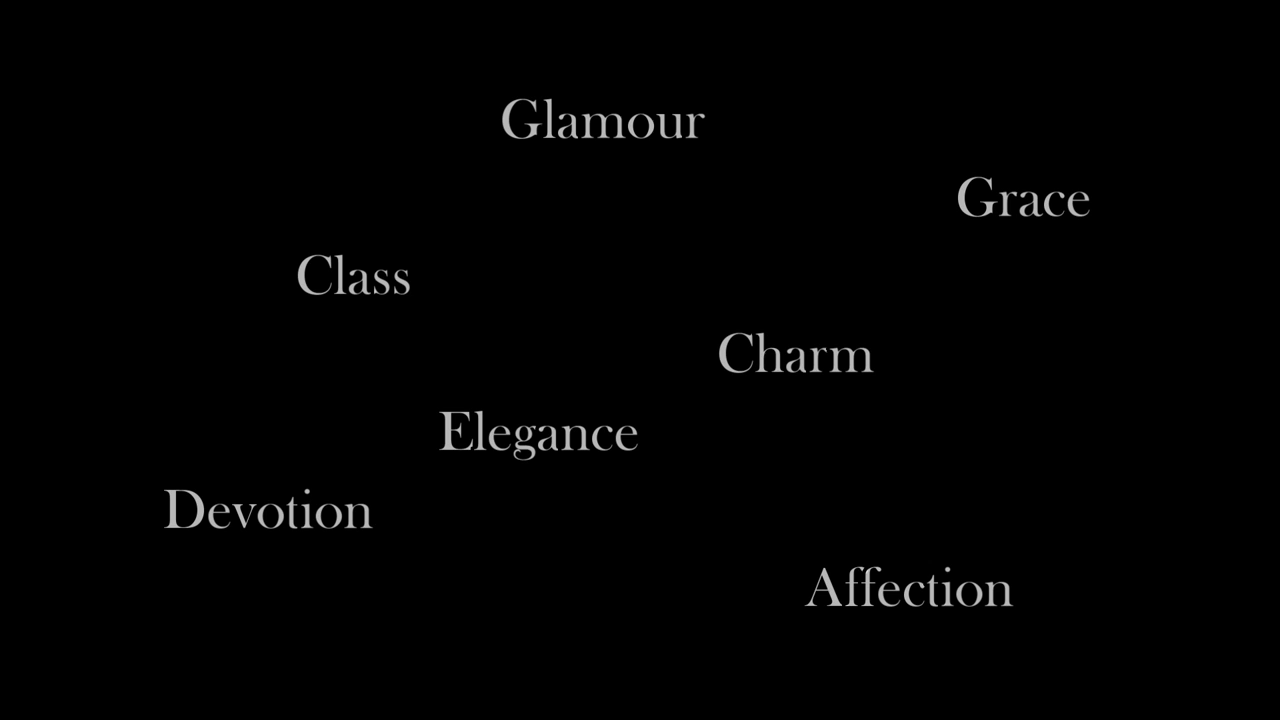 Glamour
Grace
Class
Charm
Elegance
Devotion
Affection